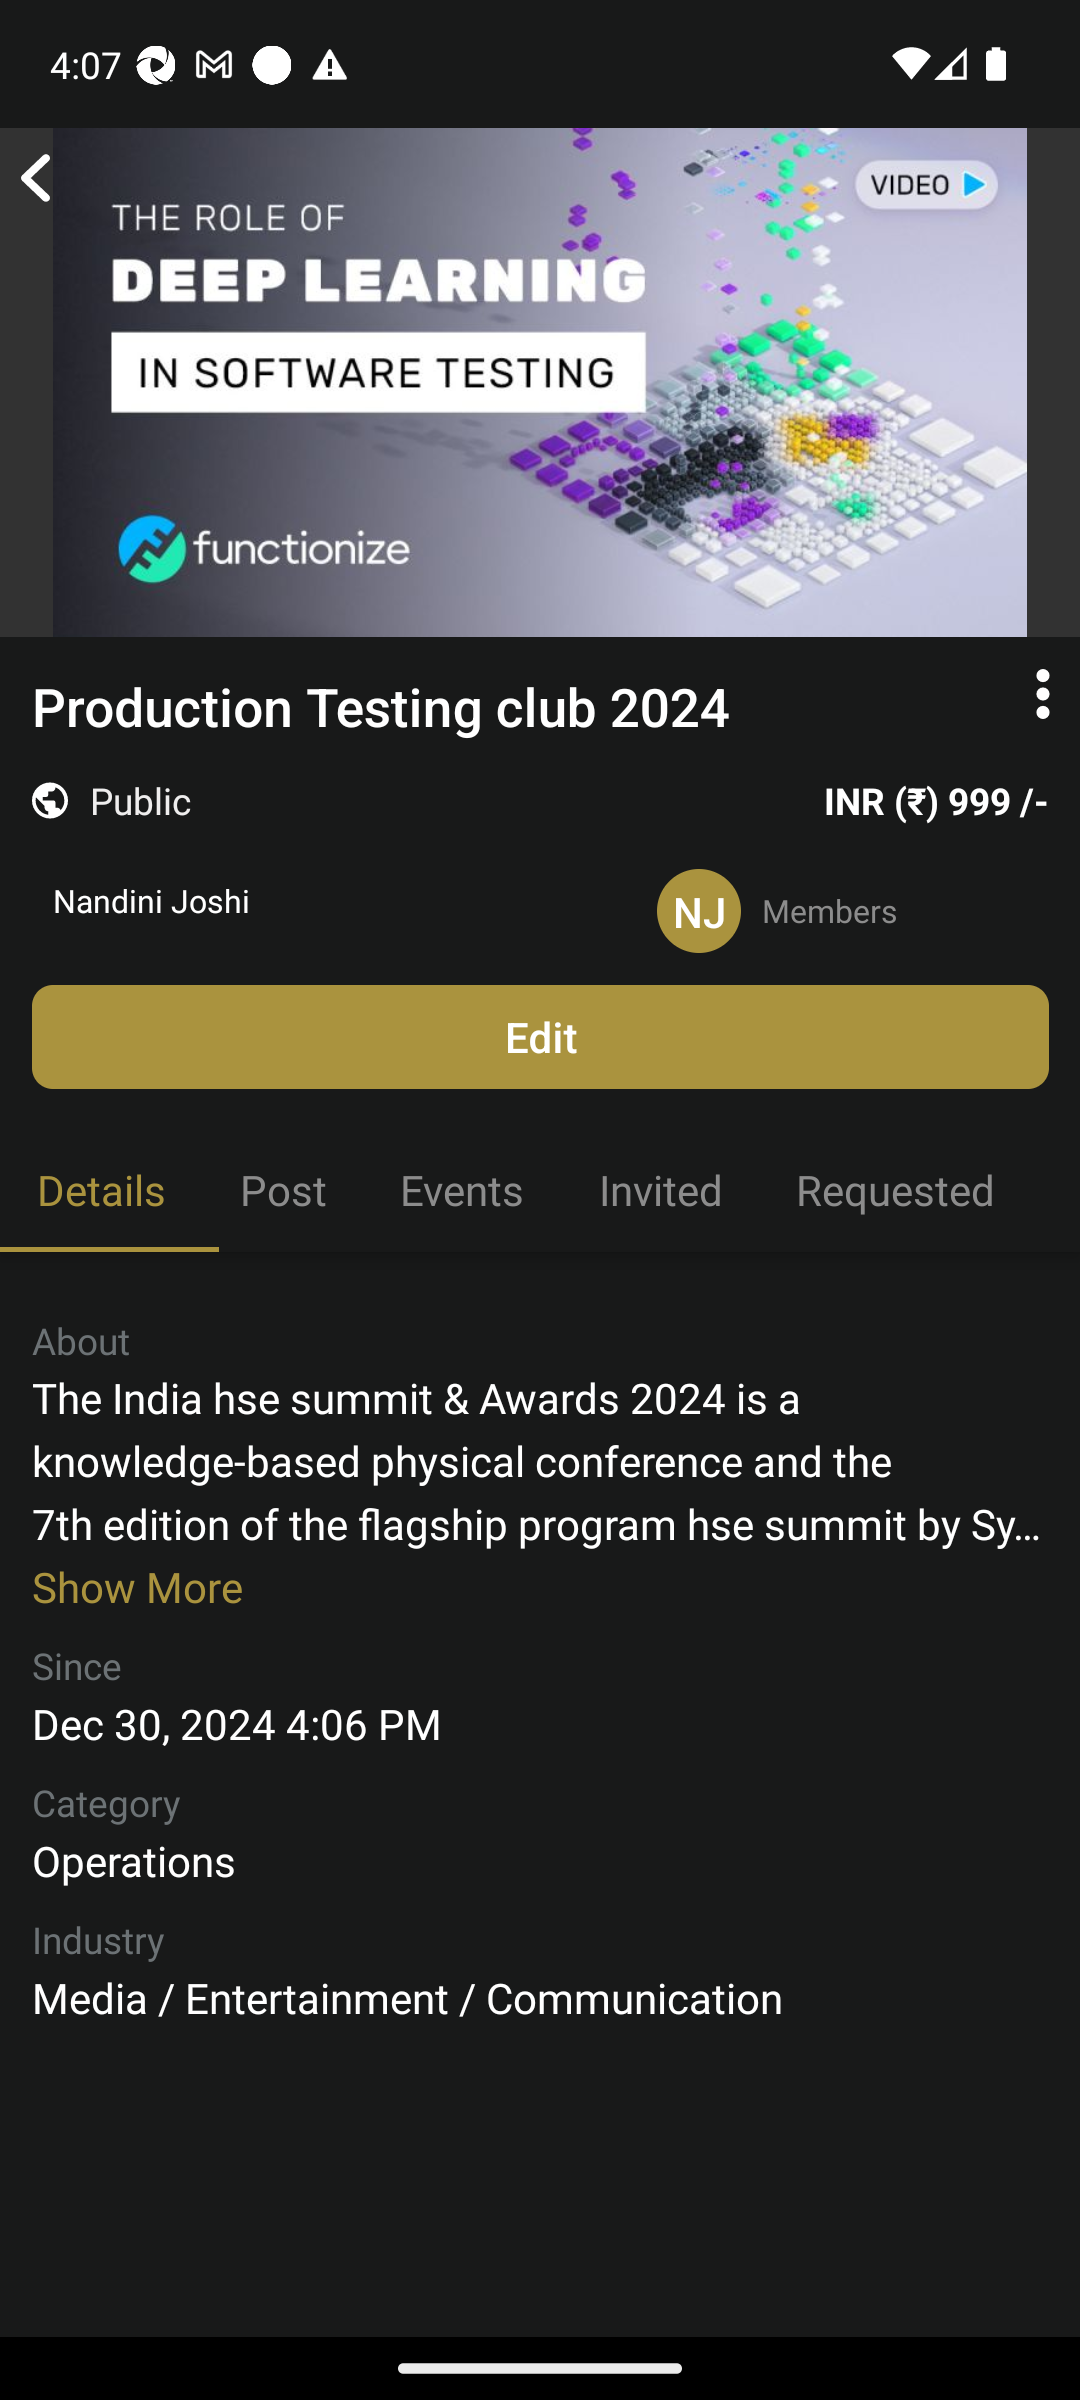 4:07
VIDEO
THE ROLE OF
DEEP LEARNING
IN SOFTWARE TESTING
functionize
Production Testing club 2024
Public
INR (₹) 999 /-
Nandini Joshi
NJ
Members
Edit
Details Post Events Invited Requested
About
The India hse summit & Awards 2024 is a
knowledge-based physical conference and the
7th edition of the flagship program hse summit by Sy...
Show More
Since
Dec 30, 2024 4:06 PM
Category
Operations
Industry
Media / Entertainment / Communication